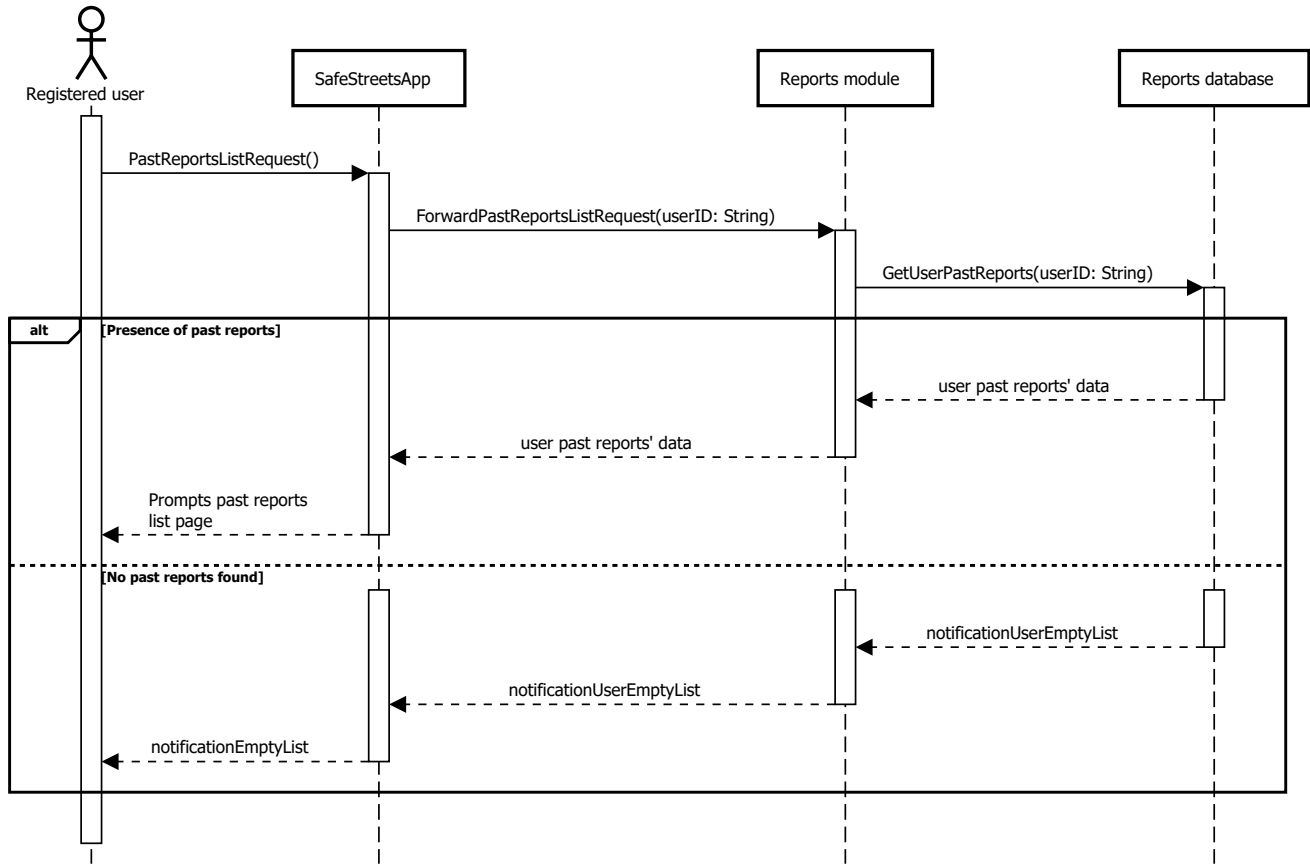 Registered user
SafeStreetsApp
Reports module
Reports database
PastReportsListRequest()
ForwardPastReportsListRequest(userID: String)
GetUserPastReports(userID: String)
alt
[Presence of past reports]
user past reports' data
user past reports' data
Prompts past reports
list page
[No past reports found]
notificationUserEmptyList
notificationUserEmptyList
notificationEmptyList